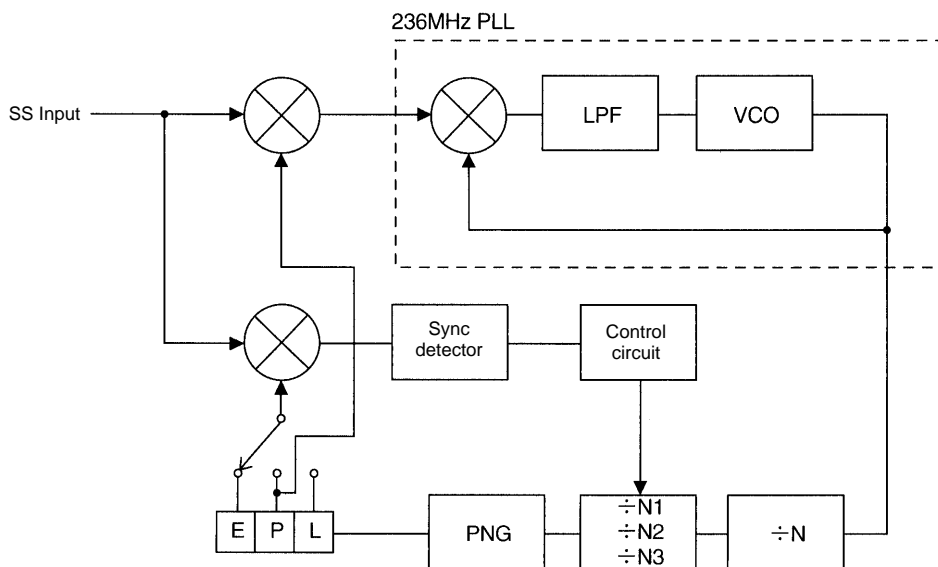 236MHz PLL
SS Input
LPF
VCO
Sync
detector
Control
circuit
E P L
PNG
÷N1
÷N2
÷N3
÷N